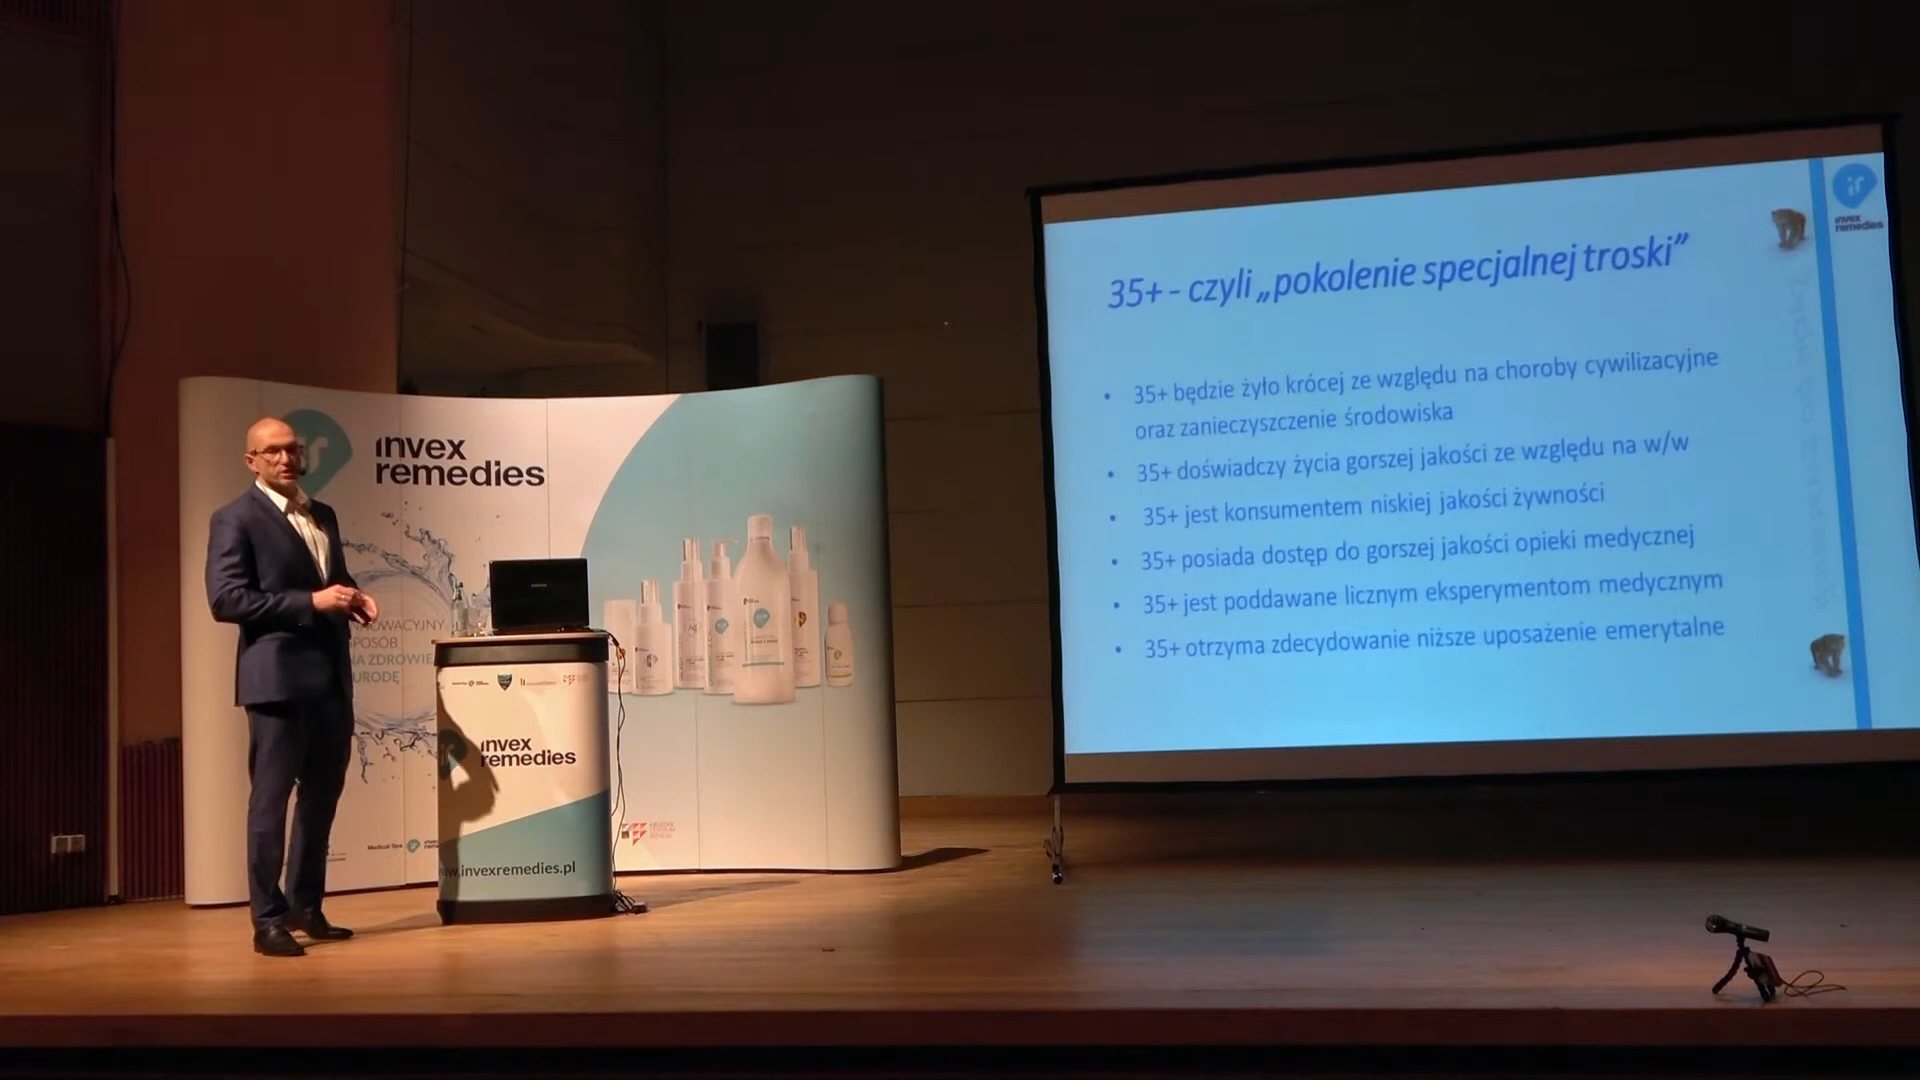 invex
remedies
SPOSÓB
NA ZDROWIE
URODĘ
Medical Spa
invex
remedies
www.invexremedies.pl
35+ - czyli „pokolenie specjalnej troski”
• 35+ będzie żyło krócej ze względu na choroby cywilizacyjne
oraz zanieczyszczenie środowiska
• 35+ doświadczy życia gorszej jakości ze względu na w/w
• 35+ jest konsumentem niskiej jakości żywności
• 35+ posiada dostęp do gorszej jakości opieki medycznej
• 35+ jest poddawane licznym eksperymentom medycznym
• 35+ otrzyma zdecydowanie niższe uposażenie emerytalne
invex
remedies